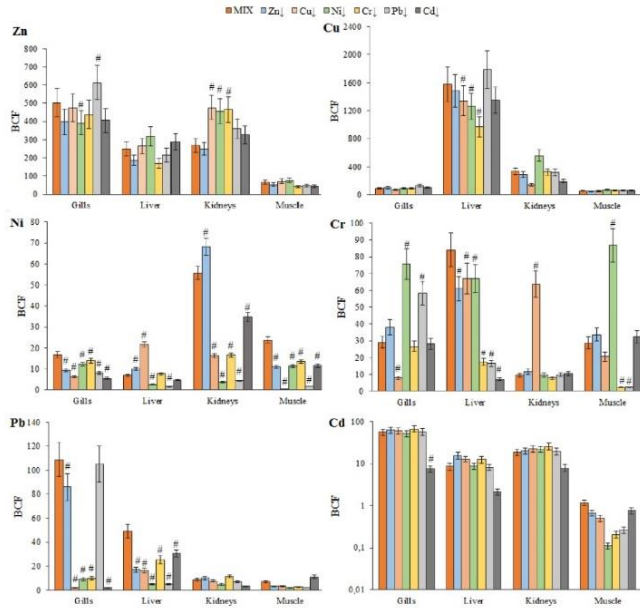 MIX Zn↓ Cu↓ Ni↓ Cr↓ Pb↓ Cd↓
Zn
BCF
900
800
700
600
500
400
300
200
100
0
# # # # #
Gills Liver Kidneys Muscle
Cu
BCF
2400
2000
1600
1200
800
400
0
# # #
Gills Liver Kidneys Muscle
Ni
BCF
80
70
60
50
40
30
20
10
0
# # # # # # # # # # # # # # # # # # # # #
Gills Liver Kidneys Muscle
Cr
BCF
100
90
80
70
60
50
40
30
20
10
0
# # # # # # # # # # # # #
Gills Liver Kidneys Muscle
Pb
BCF
140
120
100
80
60
40
20
0
# # # # # # # # # # #
Gills Liver Kidneys Muscle
Cd
BCF
100
10
1
0,1
0,01
#
Gills Liver Kidneys Muscle